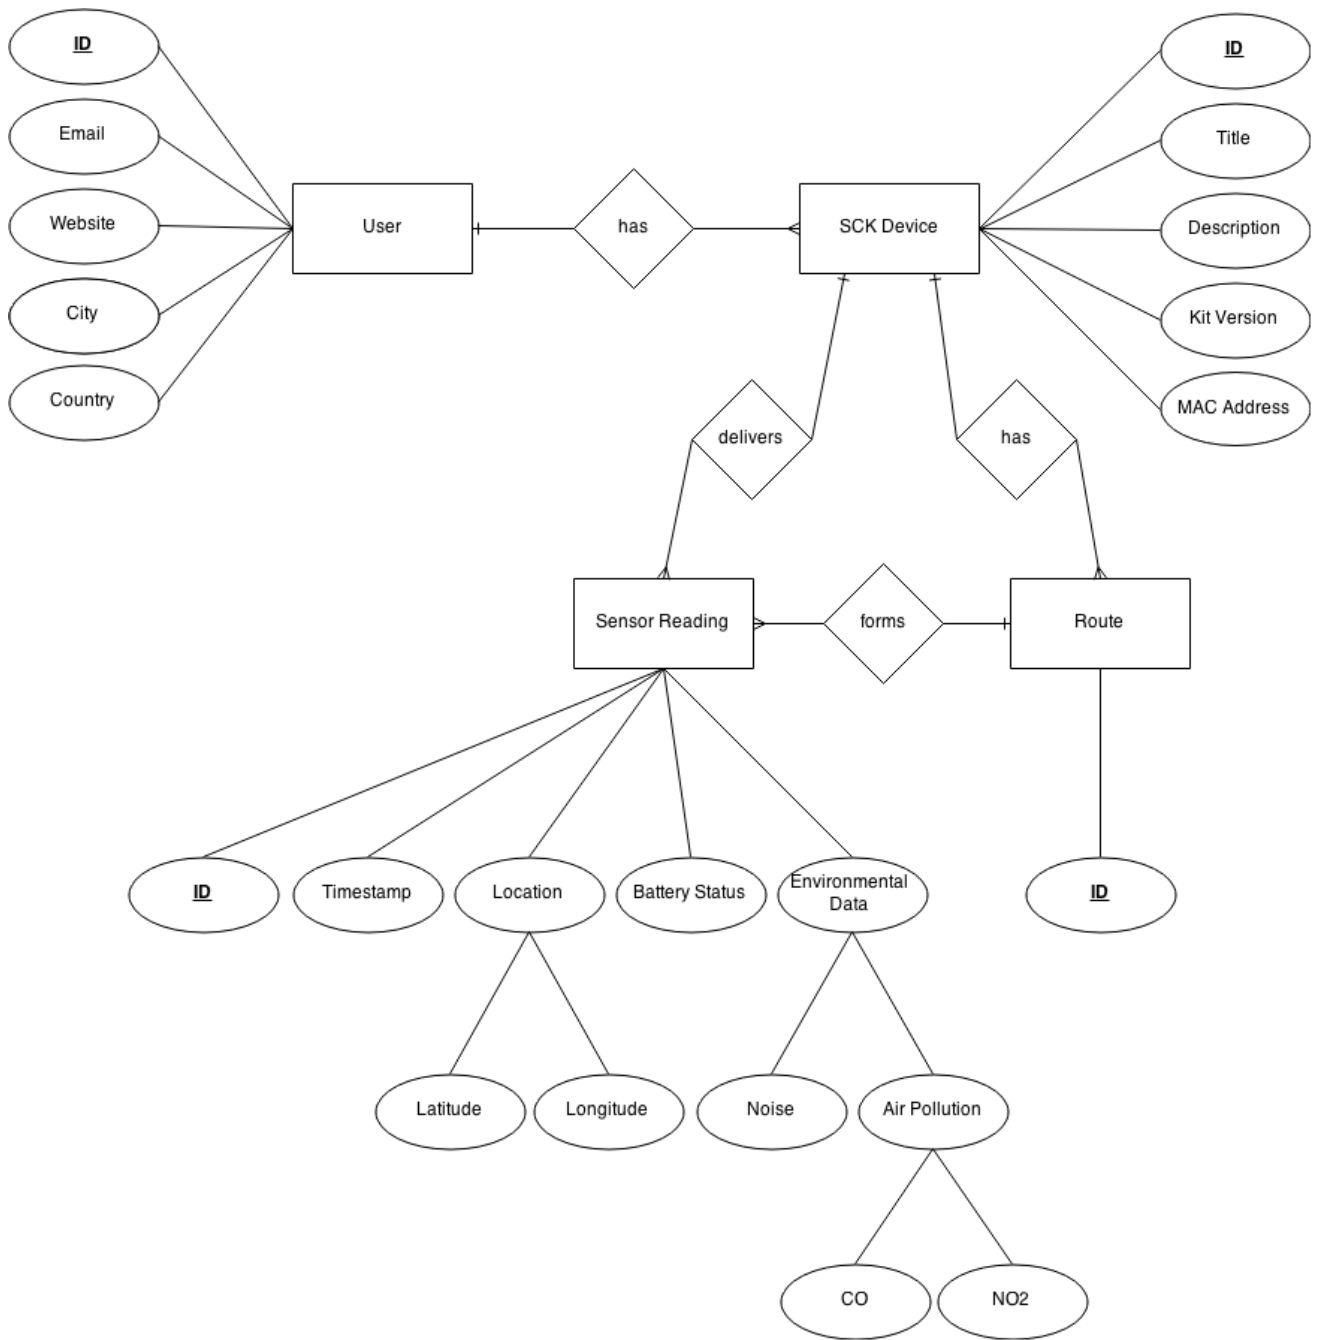 ID
Email
Website
City
Country
User
has
SCK Device
ID
Title
Description
Kit Version
MAC Address
delivers
has
Sensor Reading
forms
Route
ID
Timestamp
Location
Battery Status
Environmental
Data
ID
Latitude
Longitude
Noise
Air Pollution
CO
NO2